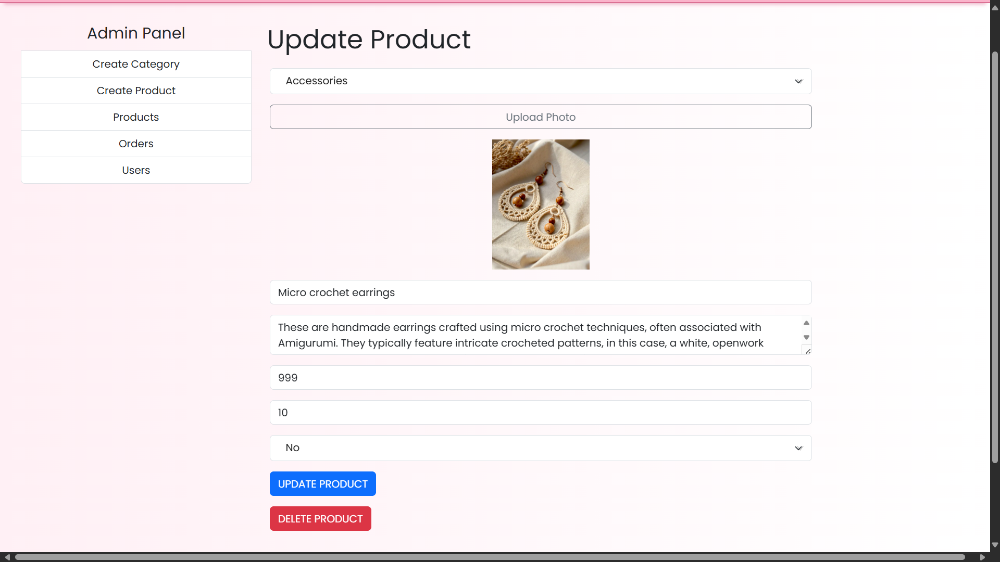 Admin Panel
Create Category
Create Product
Products
Orders
Users
Update Product
Accessories
Upload Photo
Micro crochet earrings
These are handmade earrings crafted using micro crochet techniques, often associated with
Amigurumi. They typically feature intricate crocheted patterns, in this case, a white, openwork
999
10
No
UPDATE PRODUCT
DELETE PRODUCT